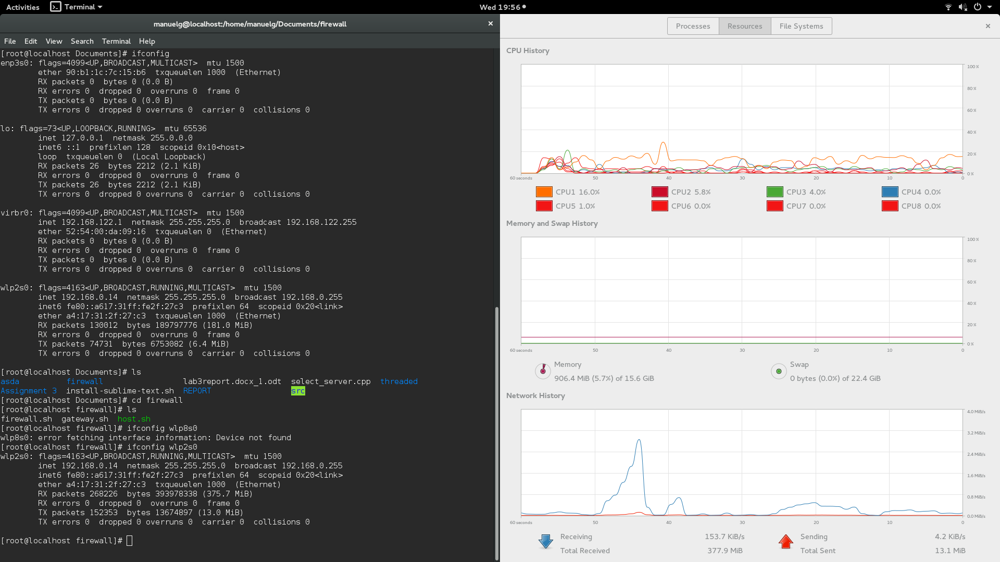 Activities Terminal Wed 19:56
manuelg@localhost:/home/manuelg/Documents/firewall
File Edit View Search Terminal Help
[root@localhost Documents]# ifconfig
enp3s0: flags=4099<UP,BROADCAST,MULTICAST>  mtu 1500
        ether 90:b1:1c:7c:15:b6  txqueuelen 1000  (Ethernet)
        RX packets 0  bytes 0 (0.0 B)
        RX errors 0  dropped 0  overruns 0  frame 0
        TX packets 0  bytes 0 (0.0 B)
        TX errors 0  dropped 0 overruns 0  carrier 0  collisions 0
lo: flags=73<UP,LOOPBACK,RUNNING>  mtu 65536
        inet 127.0.0.1  netmask 255.0.0.0
        inet6 ::1  prefixlen 128  scopeid 0x10<host>
        loop  txqueuelen 0  (Local Loopback)
        RX packets 26  bytes 2212 (2.1 KiB)
        RX errors 0  dropped 0  overruns 0  frame 0
        TX packets 26  bytes 2212 (2.1 KiB)
        TX errors 0  dropped 0 overruns 0  carrier 0  collisions 0
virbr0: flags=4099<UP,BROADCAST,MULTICAST>  mtu 1500
        inet 192.168.122.1  netmask 255.255.255.0  broadcast 192.168.122.255
        ether 52:54:00:da:09:16  txqueuelen 0  (Ethernet)
        RX packets 0  bytes 0 (0.0 B)
        RX errors 0  dropped 0  overruns 0  frame 0
        TX packets 0  bytes 0 (0.0 B)
        TX errors 0  dropped 0 overruns 0  carrier 0  collisions 0
wlp2s0: flags=4163<UP,BROADCAST,RUNNING,MULTICAST>  mtu 1500
        inet 192.168.0.14  netmask 255.255.255.0  broadcast 192.168.0.255
        inet6 fe80::a617:31ff:fe2f:27c3  prefixlen 64  scopeid 0x20<link>
        ether a4:17:31:2f:27:c3  txqueuelen 1000  (Ethernet)
        RX packets 130012  bytes 189797776 (181.0 MiB)
        RX errors 0  dropped 0  overruns 0  frame 0
        TX packets 74731  bytes 6753082 (6.4 MiB)
        TX errors 0  dropped 0 overruns 0  carrier 0  collisions 0
[root@localhost Documents]# ls
asda          firewall                 lab3report.docx_1.odt  select_server.cpp  threaded
Assignment 3  install-sublime-text.sh  REPORT                 src
[root@localhost Documents]# cd firewall
[root@localhost firewall]# ls
firewall.sh  gateway.sh  host.sh
[root@localhost firewall]# ifconfig wlp8s0
wlp8s0: error fetching interface information: Device not found
[root@localhost firewall]# ifconfig wlp2s0
wlp2s0: flags=4163<UP,BROADCAST,RUNNING,MULTICAST>  mtu 1500
        inet 192.168.0.14  netmask 255.255.255.0  broadcast 192.168.0.255
        inet6 fe80::a617:31ff:fe2f:27c3  prefixlen 64  scopeid 0x20<link>
        ether a4:17:31:2f:27:c3  txqueuelen 1000  (Ethernet)
        RX packets 268226  bytes 393978338 (375.7 MiB)
        RX errors 0  dropped 0  overruns 0  frame 0
        TX packets 152353  bytes 13674897 (13.0 MiB)
        TX errors 0  dropped 0 overruns 0  carrier 0  collisions 0
[root@localhost firewall]#
Processes Resources File Systems
CPU History
100 %
80 %
60 %
40 %
20 %
0 %
60 seconds 50 40 30 20 10 0
CPU1 16.0% CPU2 5.8% CPU3 4.0% CPU4 0.0%
CPU5 1.0% CPU6 0.0% CPU7 0.0% CPU8 0.0%
Memory and Swap History
100 %
80 %
60 %
40 %
20 %
0 %
60 seconds 50 40 30 20 10 0
Memory Swap
906.4 MiB (5.7%) of 15.6 GiB 0 bytes (0.0%) of 22.4 GiB
Network History
4.0 MiB/s
3.2 MiB/s
2.4 MiB/s
1.6 MiB/s
0.8 MiB/s
0.0 MiB/s
60 seconds 50 40 30 20 10 0
Receiving 153.7 KiB/s Sending 4.2 KiB/s
Total Received 377.9 MiB Total Sent 13.1 MiB